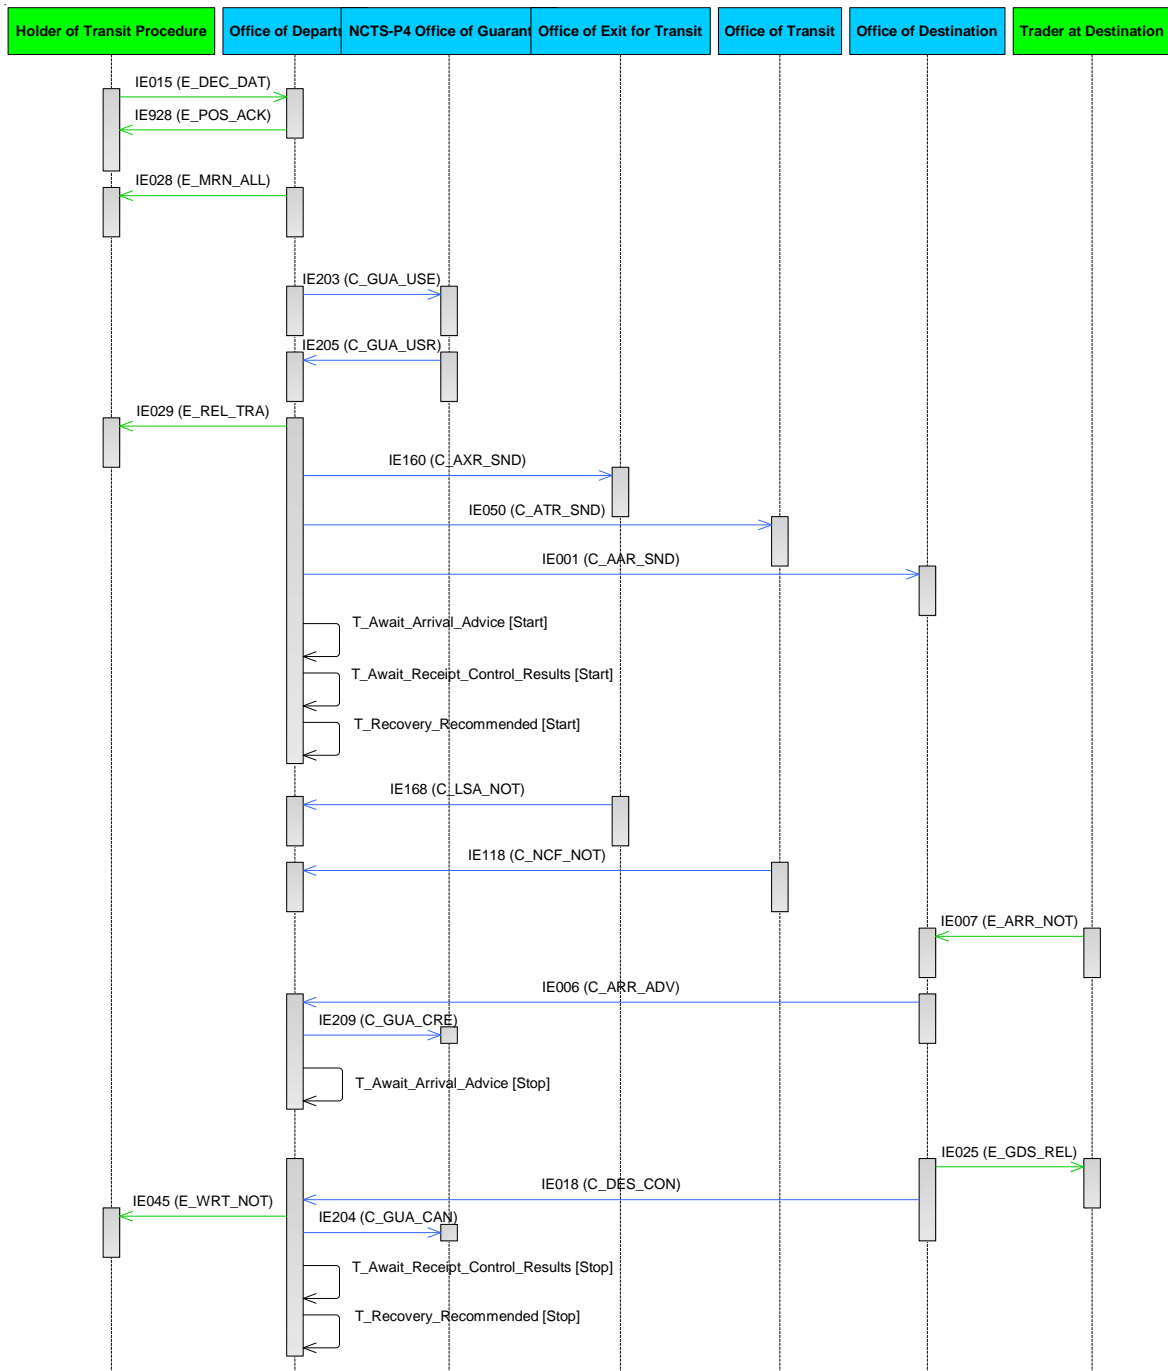 Holder of Transit Procedure
Office of Departu
NCTS-P4 Office of Guarant
Office of Exit for Transit
Office of Transit
Office of Destination
Trader at Destination
IE015 (E_DEC_DAT)
IE928 (E_POS_ACK)
IE028 (E_MRN_ALL)
IE203 (C_GUA_USE)
IE205 (C_GUA_USR)
IE029 (E_REL_TRA)
IE160 (C_AXR_SND)
IE050 (C_ATR_SND)
IE001 (C_AAR_SND)
T_Await_Arrival_Advice [Start]
T_Await_Receipt_Control_Results [Start]
T_Recovery_Recommended [Start]
IE168 (C_LSA_NOT)
IE118 (C_NCF_NOT)
IE007 (E_ARR_NOT)
IE006 (C_ARR_ADV)
IE209 (C_GUA_CRE)
T_Await_Arrival_Advice [Stop]
IE025 (E_GDS_REL)
IE018 (C_DES_CON)
IE045 (E_WRT_NOT)
IE204 (C_GUA_CAN)
T_Await_Receipt_Control_Results [Stop]
T_Recovery_Recommended [Stop]